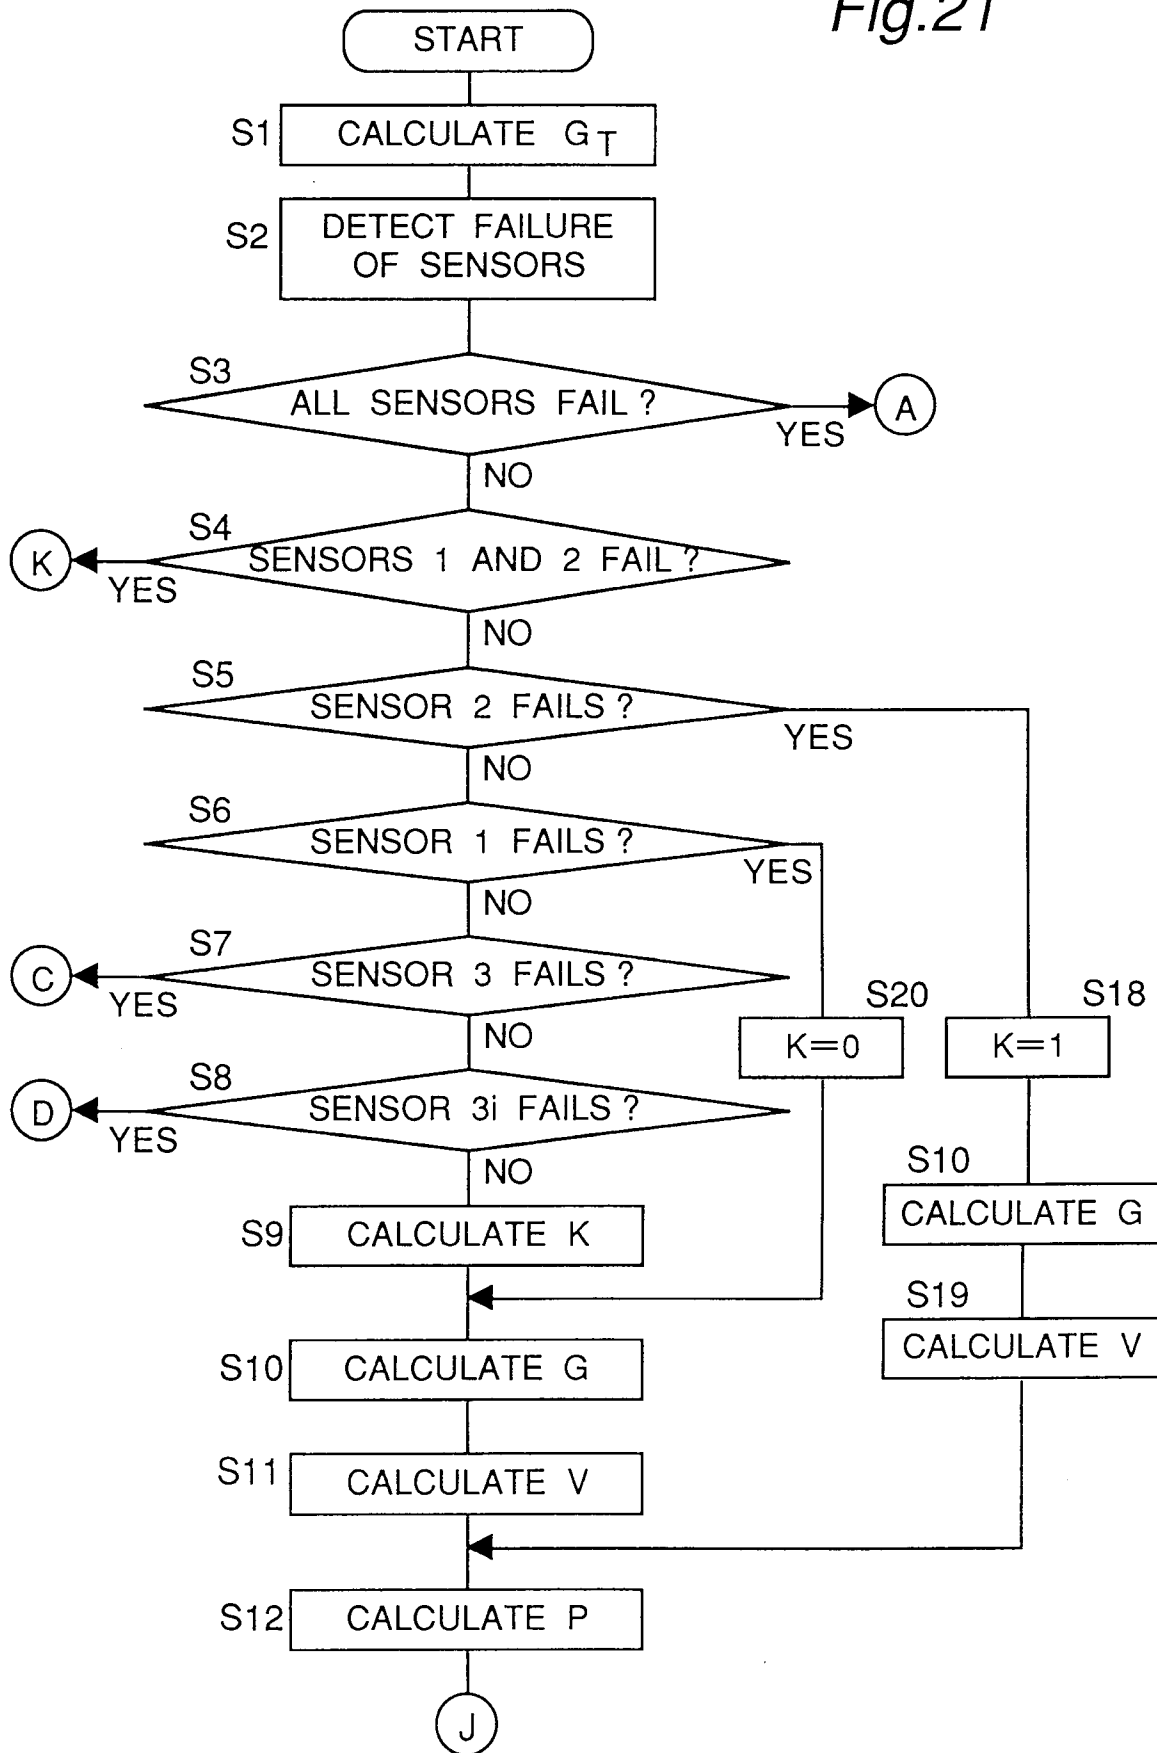 Fig.21
START
S1
CALCULATE GT
S2
DETECT FAILURE
OF SENSORS
S3
ALL SENSORS FAIL ?
YES
A
NO
S4
SENSORS 1 AND 2 FAIL ?
K
YES
NO
S5
SENSOR 2 FAILS ?
YES
NO
S6
SENSOR 1 FAILS ?
YES
NO
S7
SENSOR 3 FAILS ?
C
YES
NO
S20
K=0
S18
K=1
S8
SENSOR 3i FAILS ?
D
YES
NO
S10
CALCULATE G
S9
CALCULATE K
S19
CALCULATE V
S10
CALCULATE G
S11
CALCULATE V
S12
CALCULATE P
J